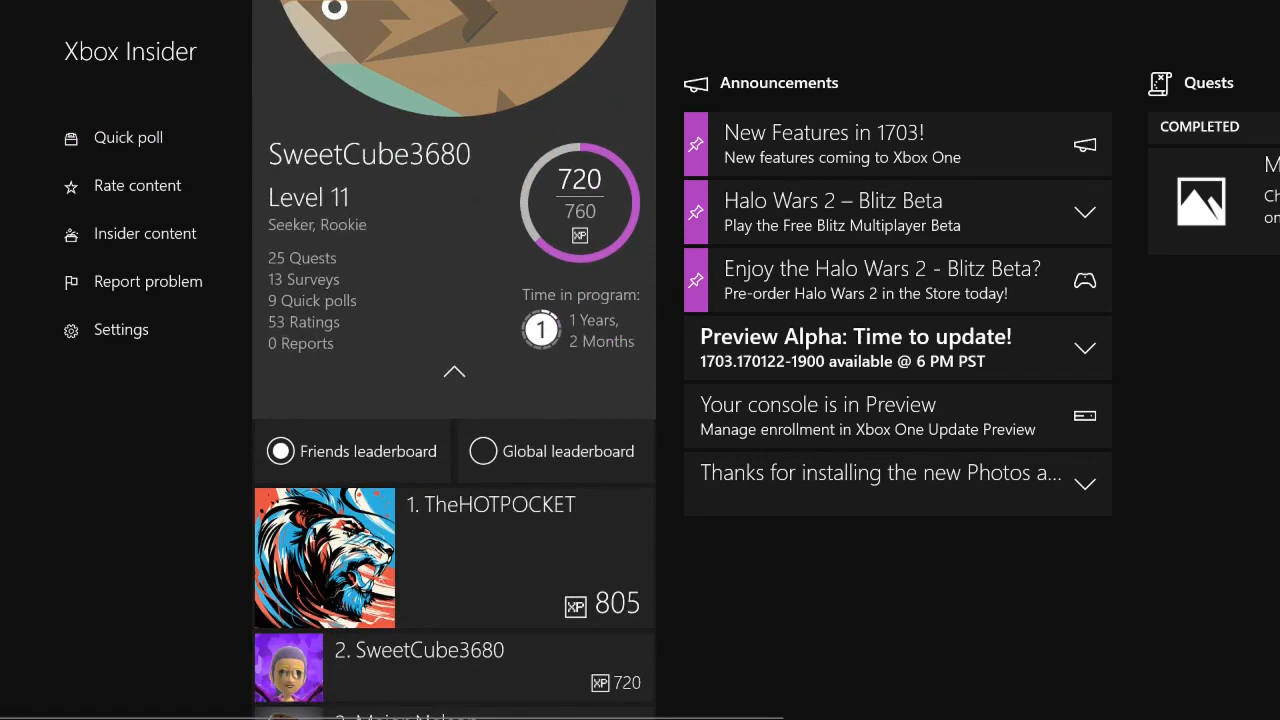 Xbox Insider
Quick poll
Rate content
Insider content
Report problem
Settings
SweetCube3680
Level 11
Seeker, Rookie
25 Quests
13 Surveys
9 Quick polls
53 Ratings
0 Reports
720
760
XP
Time in program:
1
1 Years,
2 Months
Friends leaderboard
Global leaderboard
1. TheHOTPOCKET
XP 805
2. SweetCube3680
XP 720
Announcements
New Features in 1703!
New features coming to Xbox One
Halo Wars 2 – Blitz Beta
Play the Free Blitz Multiplayer Beta
Enjoy the Halo Wars 2 - Blitz Beta?
Pre-order Halo Wars 2 in the Store today!
Preview Alpha: Time to update!
1703.170122-1900 available @ 6 PM PST
Your console is in Preview
Manage enrollment in Xbox One Update Preview
Thanks for installing the new Photos a...
Quests
COMPLETED